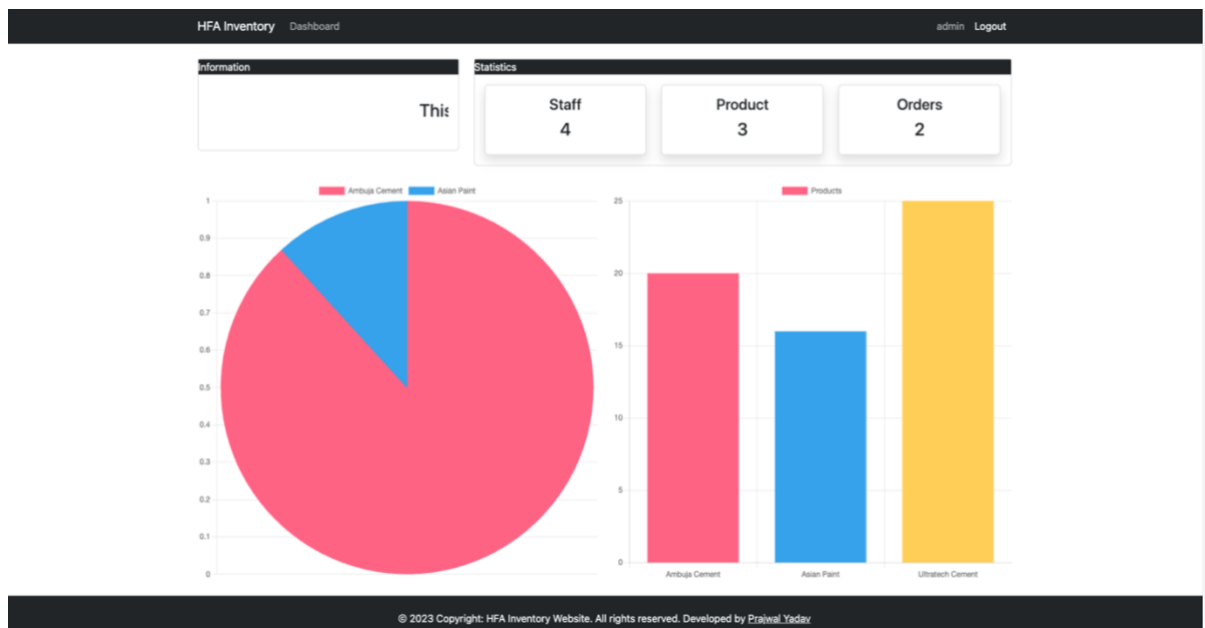 HFA Inventory Dashboard admin Logout
Information
This
Statistics
Staff
4
Product
3
Orders
2
Ambuja Cement Asian Paint
1
0.9
0.8
0.7
0.6
0.5
0.4
0.3
0.2
0.1
0
Products
25
20
15
10
5
0
Ambuja Cement Asian Paint Ultratech Cement
© 2023 Copyright: HFA Inventory Website. All rights reserved. Developed by Prajwal Yadav